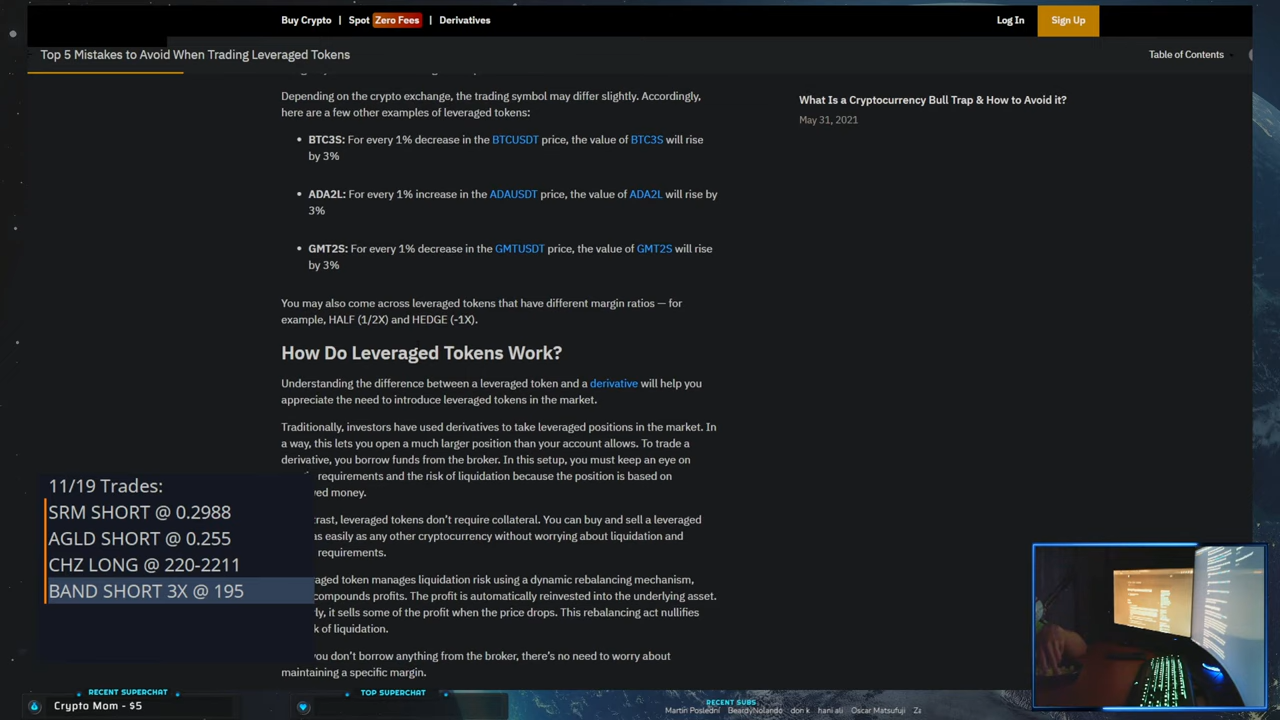 Buy Crypto | Spot Zero Fees | Derivatives
Log In
Sign Up
Top 5 Mistakes to Avoid When Trading Leveraged Tokens
Table of Contents
Depending on the crypto exchange, the trading symbol may differ slightly. Accordingly,
here are a few other examples of leveraged tokens:
• BTC3S: For every 1% decrease in the BTCUSDT price, the value of BTC3S will rise
by 3%
• ADA2L: For every 1% increase in the ADAUSDT price, the value of ADA2L will rise by
3%
• GMT2S: For every 1% decrease in the GMTUSDT price, the value of GMT2S will rise
by 3%
You may also come across leveraged tokens that have different margin ratios — for
example, HALF (1/2X) and HEDGE (-1X).
How Do Leveraged Tokens Work?
Understanding the difference between a leveraged token and a derivative will help you
appreciate the need to introduce leveraged tokens in the market.
Traditionally, investors have used derivatives to take leveraged positions in the market. In
a way, this lets you open a much larger position than your account allows. To trade a
derivative, you borrow funds from the broker. In this setup, you must keep an eye on
requirements and the risk of liquidation because the position is based on
ed money.
trast, leveraged tokens don't require collateral. You can buy and sell a leveraged
as easily as any other cryptocurrency without worrying about liquidation and
requirements.
aged token manages liquidation risk using a dynamic rebalancing mechanism,
compounds profits. The profit is automatically reinvested into the underlying asset.
ly, it sells some of the profit when the price drops. This rebalancing act nullifies
k of liquidation.
you don't borrow anything from the broker, there's no need to worry about
maintaining a specific margin.
What Is a Cryptocurrency Bull Trap & How to Avoid it?
May 31, 2021
11/19 Trades:
SRM SHORT @ 0.2988
AGLD SHORT @ 0.255
CHZ LONG @ 220-2211
BAND SHORT 3X @ 195
RECENT SUPERCHAT
Crypto Mom - $5
TOP SUPERCHAT
RECENT SUBS
Martin Poslední BeardyNolando don k hani ali Oscar Matsufuji Za